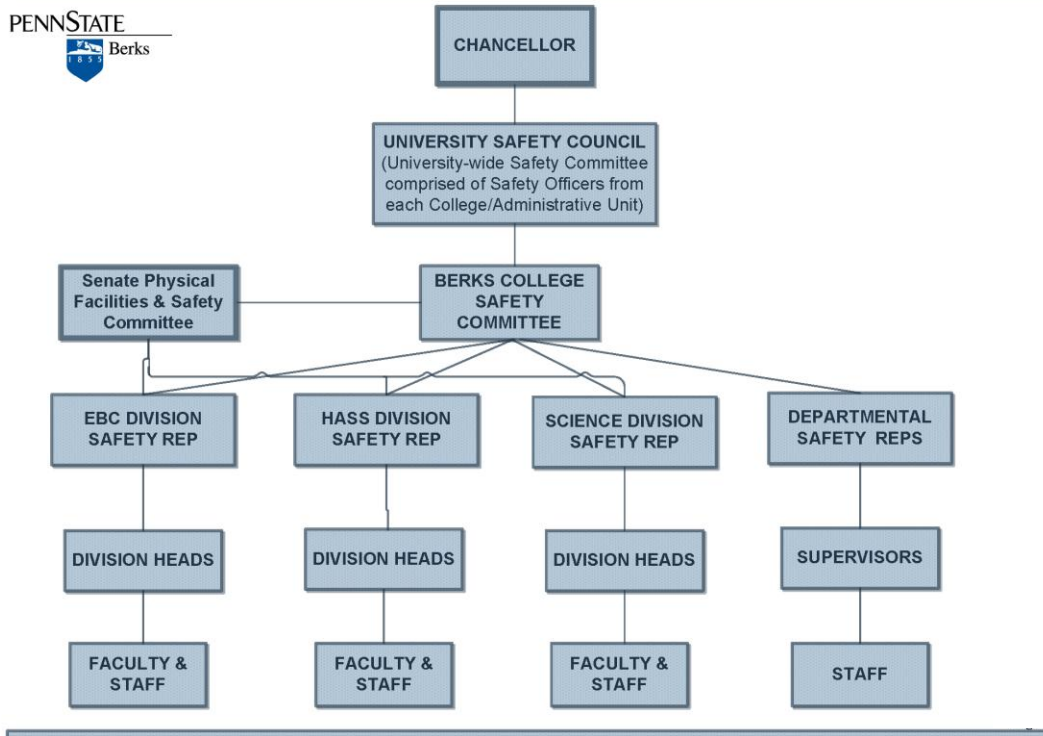 PENNSTATE
Berks
1855
CHANCELLOR
UNIVERSITY SAFETY COUNCIL
(University-wide Safety Committee
comprised of Safety Officers from
each College/Administrative Unit)
Senate Physical
Facilities & Safety
Committee
BERKS COLLEGE
SAFETY
COMMITTEE
EBC DIVISION
SAFETY REP
HASS DIVISION
SAFETY REP
SCIENCE DIVISION
SAFETY REP
DEPARTMENTAL
SAFETY REPS
DIVISION HEADS
DIVISION HEADS
DIVISION HEADS
SUPERVISORS
FACULTY &
STAFF
FACULTY &
STAFF
FACULTY &
STAFF
STAFF